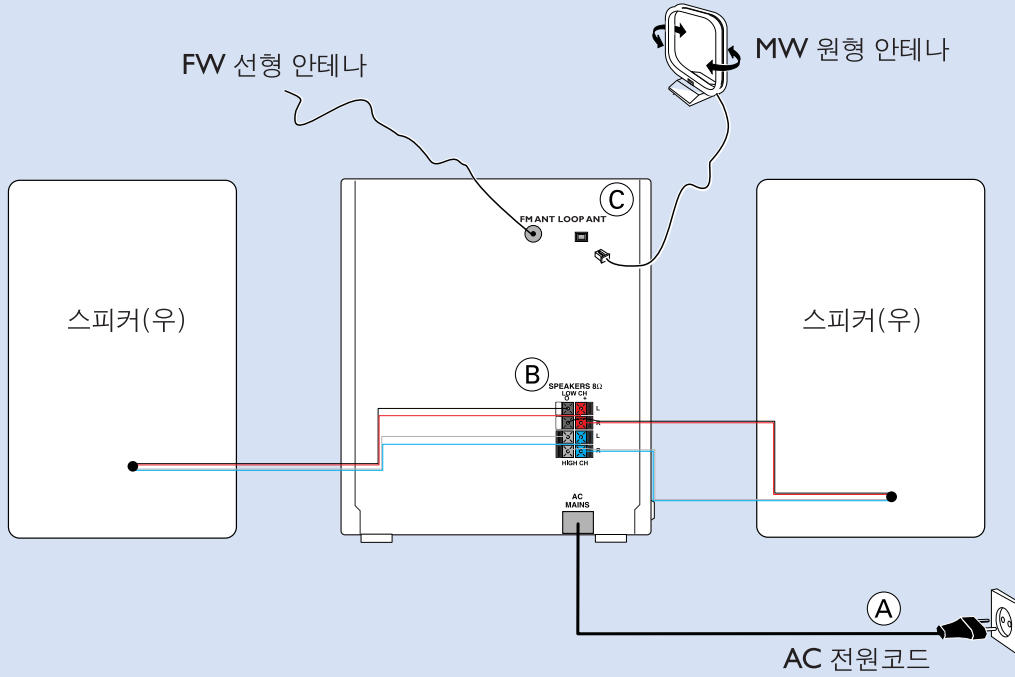 FW 선형 안테나
MW 원형 안테나
C
FM ANT LOOP ANT
스피커(우)
스피커(우)
B
SPEAKERS 8Ω
LOW CH
+
L
R
L
R
HIGH CH
AC
MAINS
A
AC 전원코드